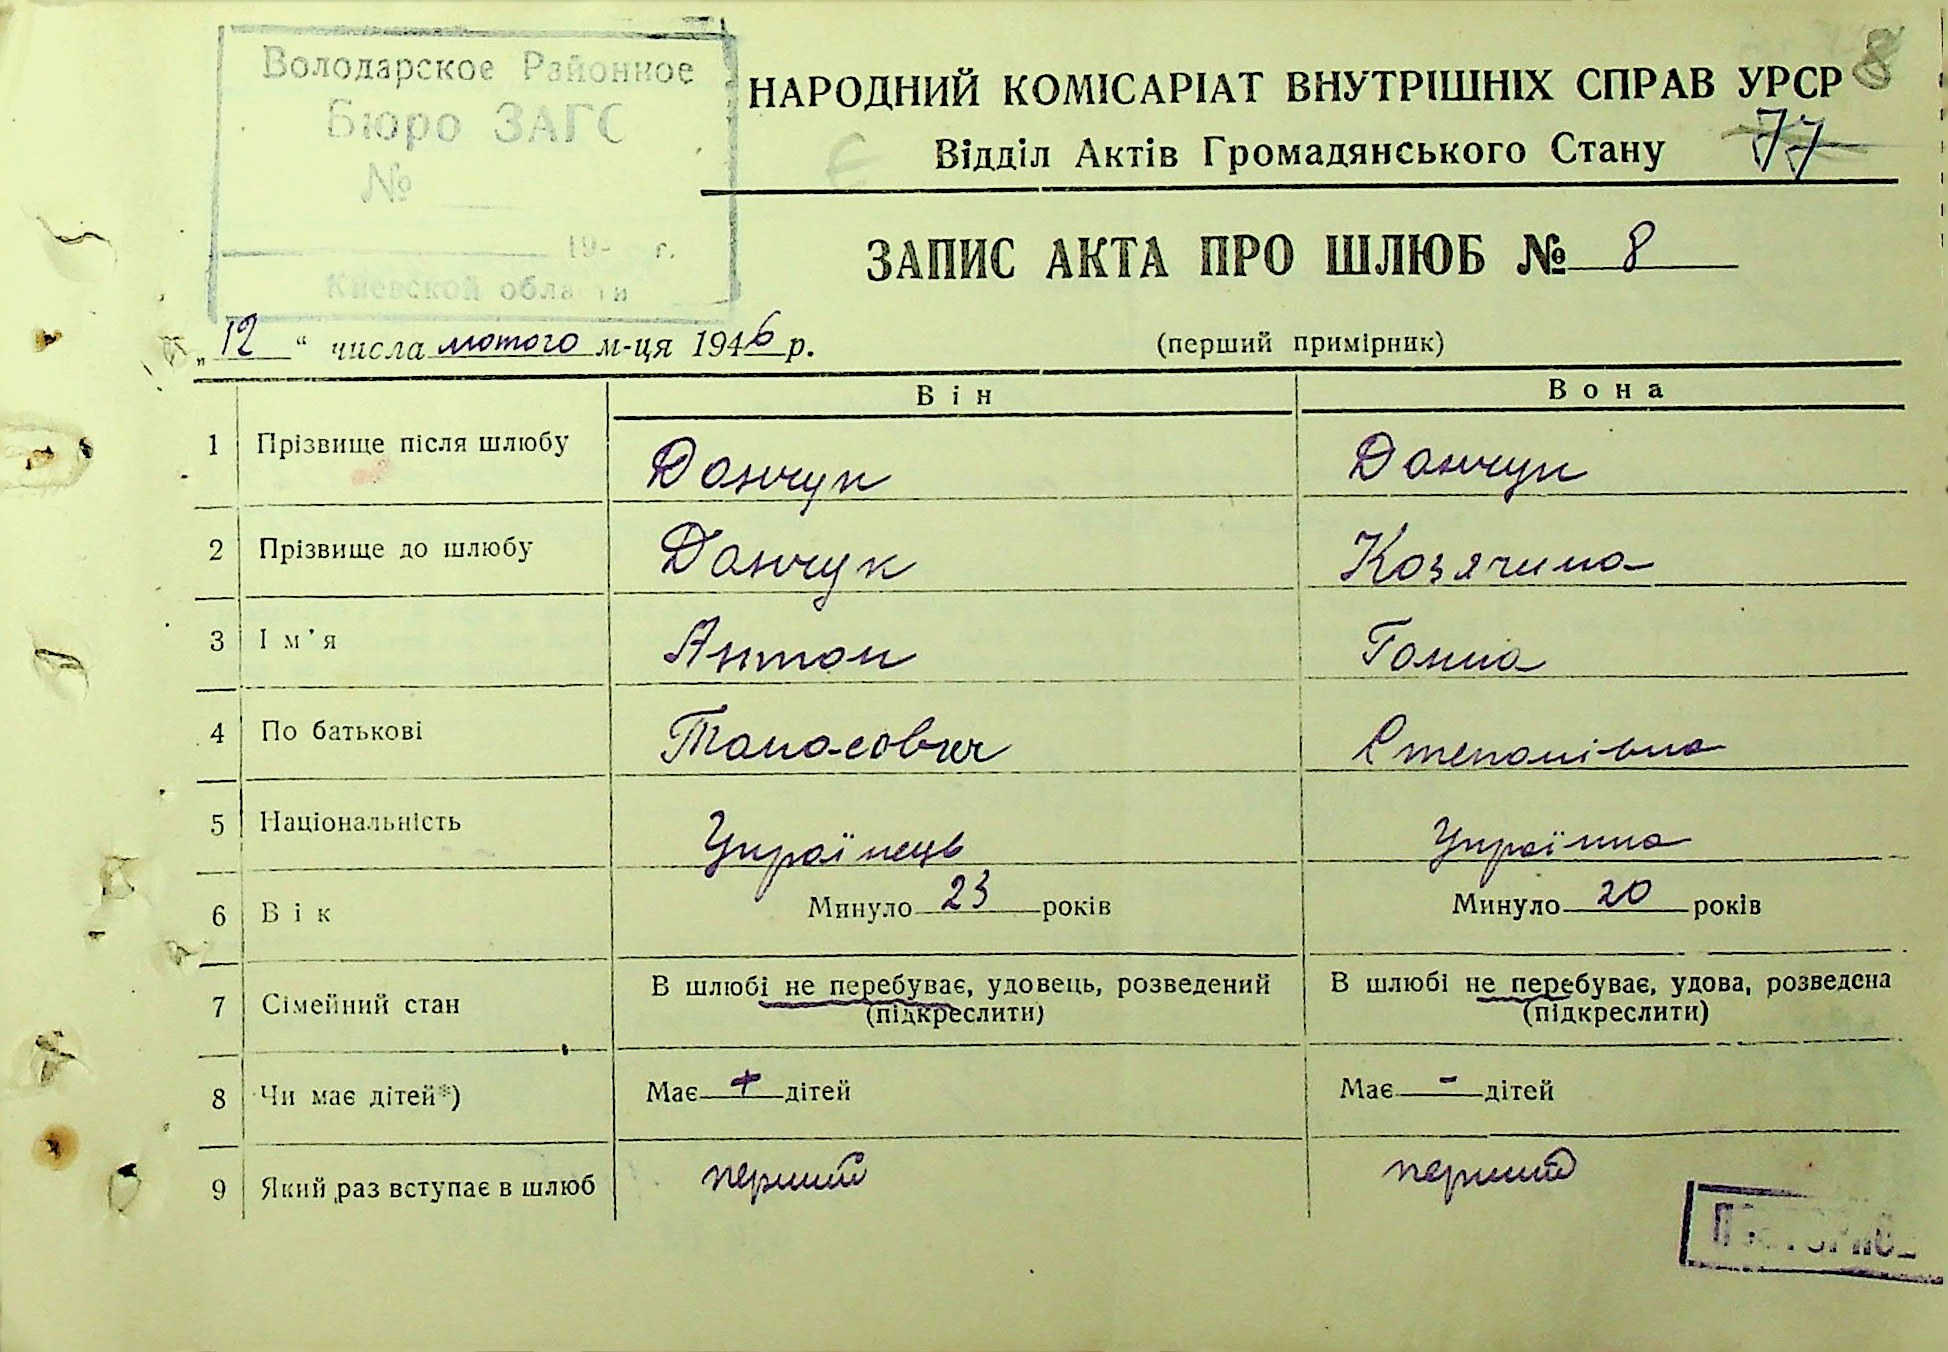 Володарское Районное
Бюро ЗАГС
№
19- г.
Киевской области
8
НАРОДНИЙ КОМІСАРІАТ ВНУТРІШНІХ СПРАВ УРСР
Відділ Актів Громадянського Стану 77
Є
ЗАПИС АКТА ПРО ШЛЮБ № 8
„12“ числа лютого м-ця 1946 р. (перший примірник)
Він Вона
1 Прізвище після шлюбу Данчук Данчук
2 Прізвище до шлюбу Данчук Козячина
3 Ім'я Антон Ганна
4 По батькові Танасович Степанівна
5 Національність Українець Українка
6 Вік Минуло 23 років Минуло 20 років
7 Сімейний стан В шлюбі не перебуває, удовець, розведений (підкреслити) В шлюбі не перебуває, удова, розведена (підкреслити)
8 Чи має дітей*) Має + дітей Має - дітей
9 Який раз вступає в шлюб перший перший